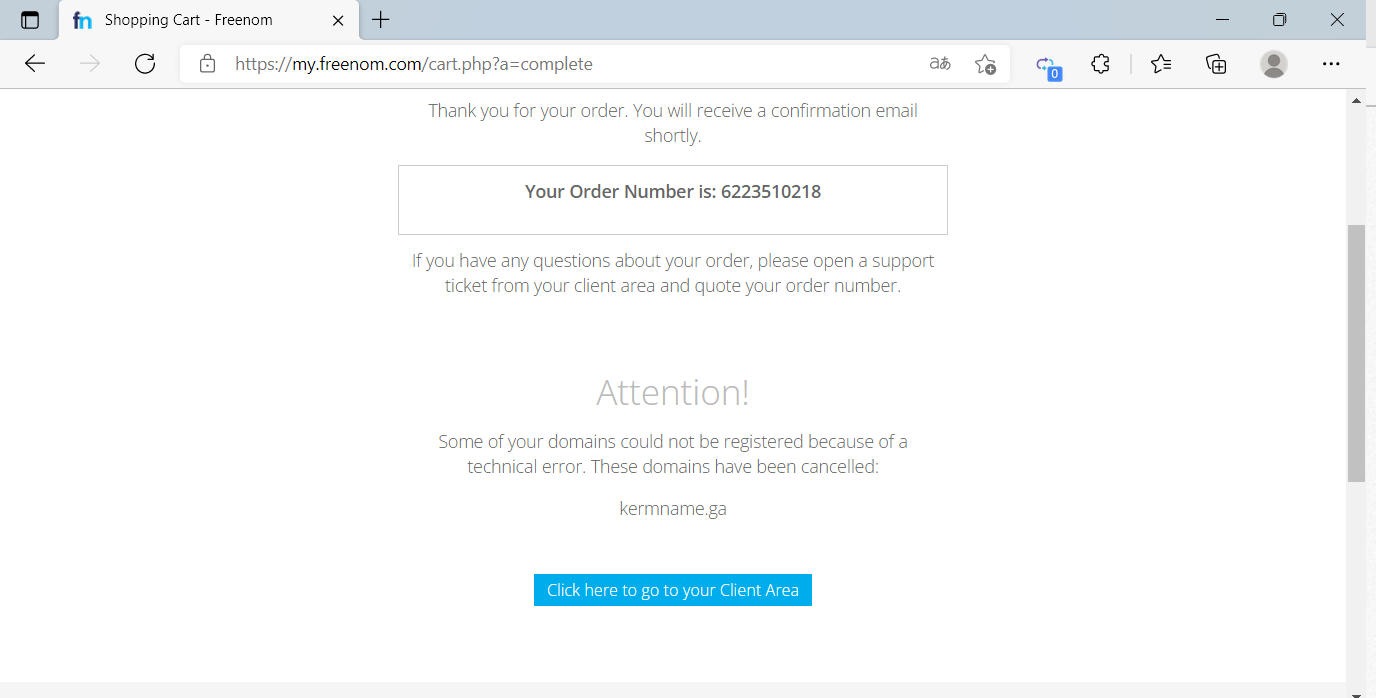 fn Shopping Cart - Freenom
https://my.freenom.com/cart.php?a=complete
aあ
0
Thank you for your order. You will receive a confirmation email
shortly.
Your Order Number is: 6223510218
If you have any questions about your order, please open a support
ticket from your client area and quote your order number.
Attention!
Some of your domains could not be registered because of a
technical error. These domains have been cancelled:
kermname.ga
Click here to go to your Client Area